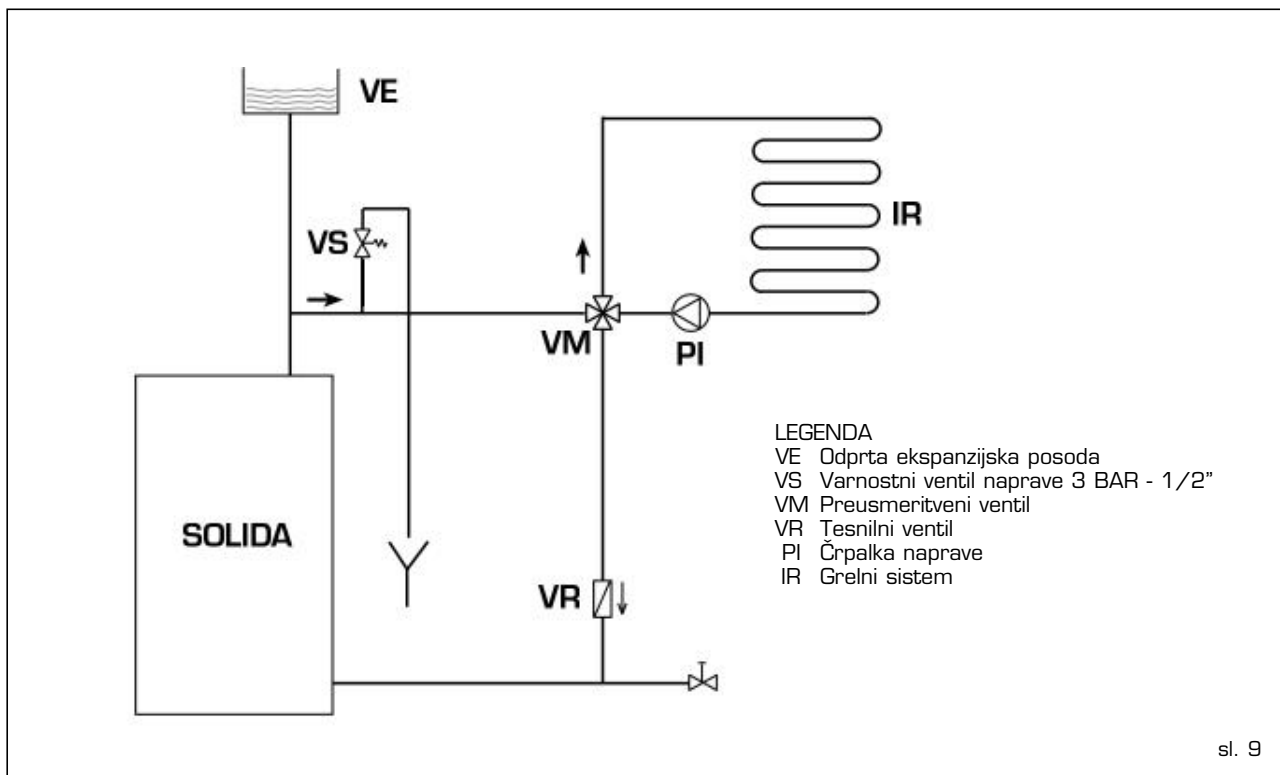 VE
VS
IR
VM
PI
SOLIDA
VR
LEGENDA
VE Odprta ekspanzijska posoda
VS Varnostni ventil naprave 3 BAR - 1/2”
VM Preusmeritveni ventil
VR Tesnilni ventil
PI Črpalka naprave
IR Grelni sistem
sl. 9